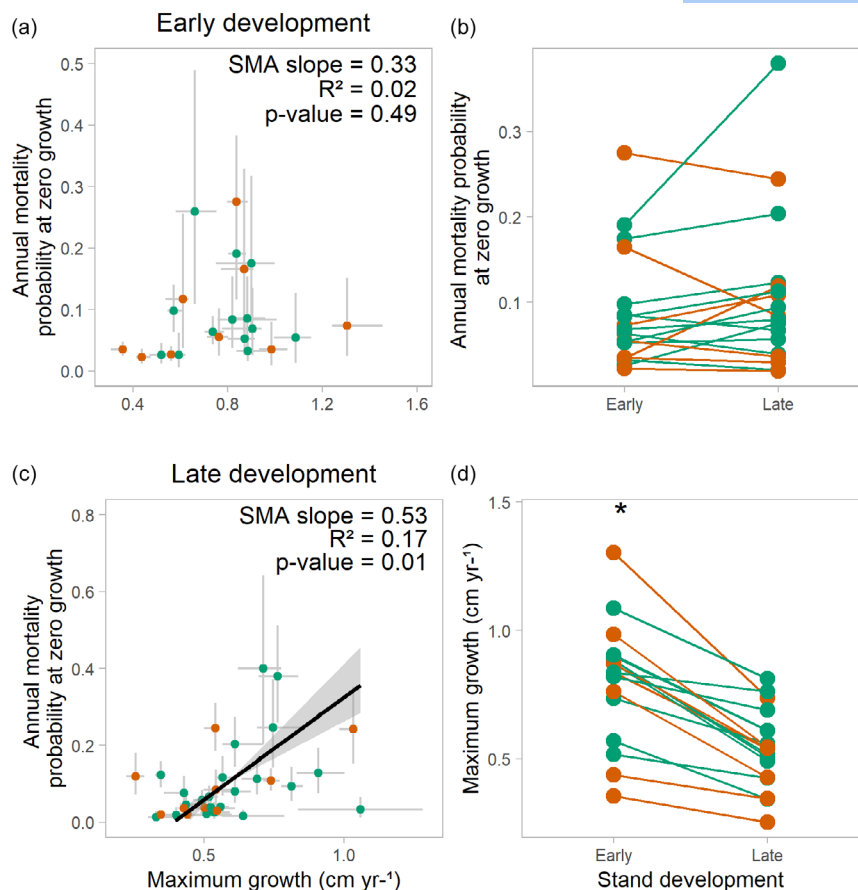 (a)
Early development
SMA slope = 0.33
R² = 0.02
p-value = 0.49
Annual mortality
probability at zero growth
0.5
0.4
0.3
0.2
0.1
0.0
0.4
0.8
1.2
1.6
(b)
Annual mortality probability
at zero growth
0.3
0.2
0.1
Early
Late
(c)
Late development
SMA slope = 0.53
R² = 0.17
p-value = 0.01
Annual mortality
probability at zero growth
0.8
0.6
0.4
0.2
0.0
0.5
1.0
Maximum growth (cm yr-¹)
(d)
*
Maximum growth (cm yr-¹)
1.5
1.0
0.5
Early
Late
Stand development